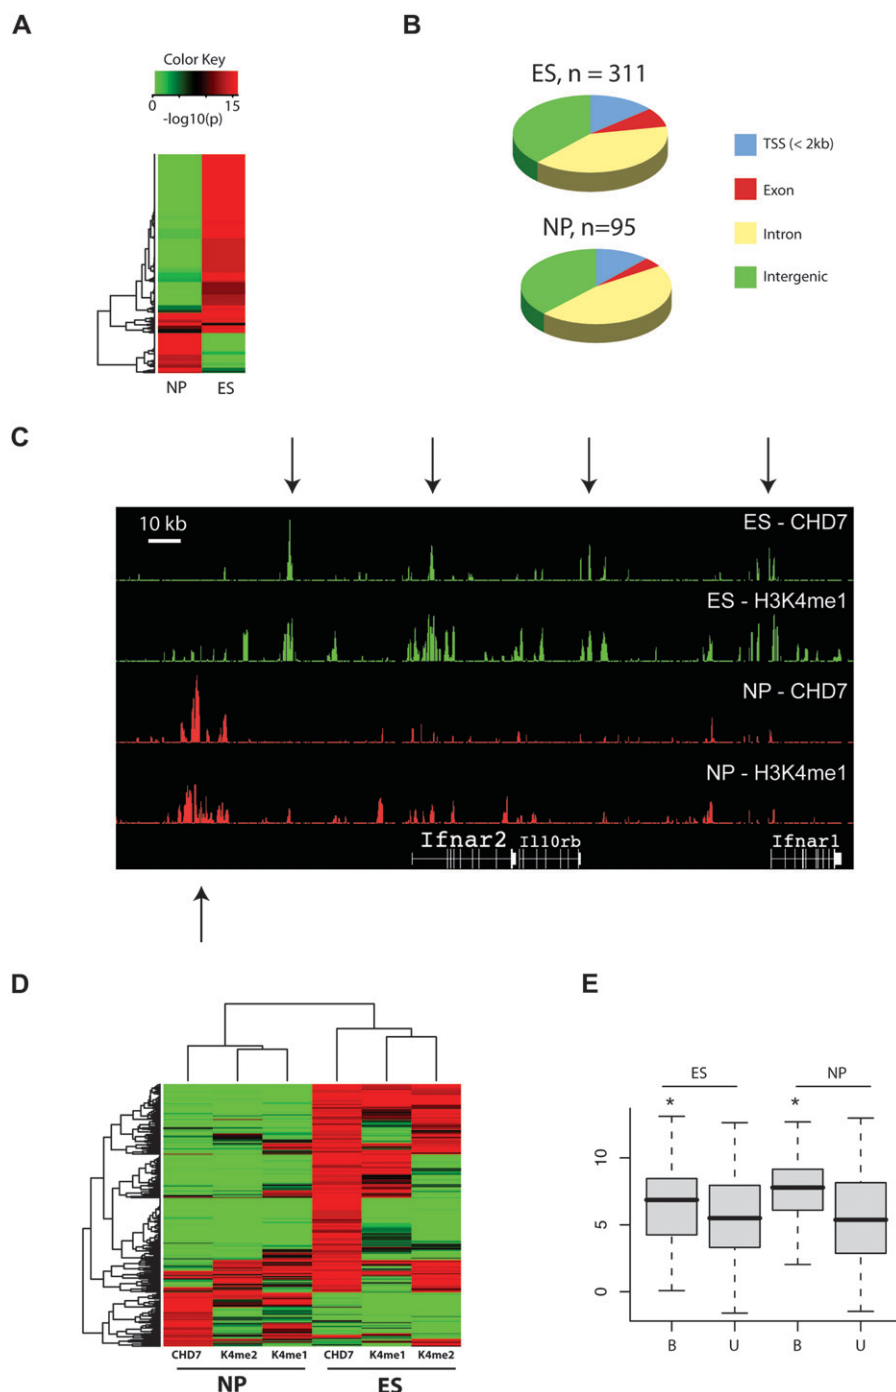 A
Color Key
0 15
-log10(p)
NP ES
B
ES, n = 311
NP, n=95
TSS (< 2kb)
Exon
Intron
Intergenic
C
10 kb
ES - CHD7
ES - H3K4me1
NP - CHD7
NP - H3K4me1
Ifnar2 Il10rb Ifnar1
D
CHD7 K4me2 K4me1 CHD7 K4me1 K4me2
NP ES
E
ES NP
* *
10
5
0
B U B U